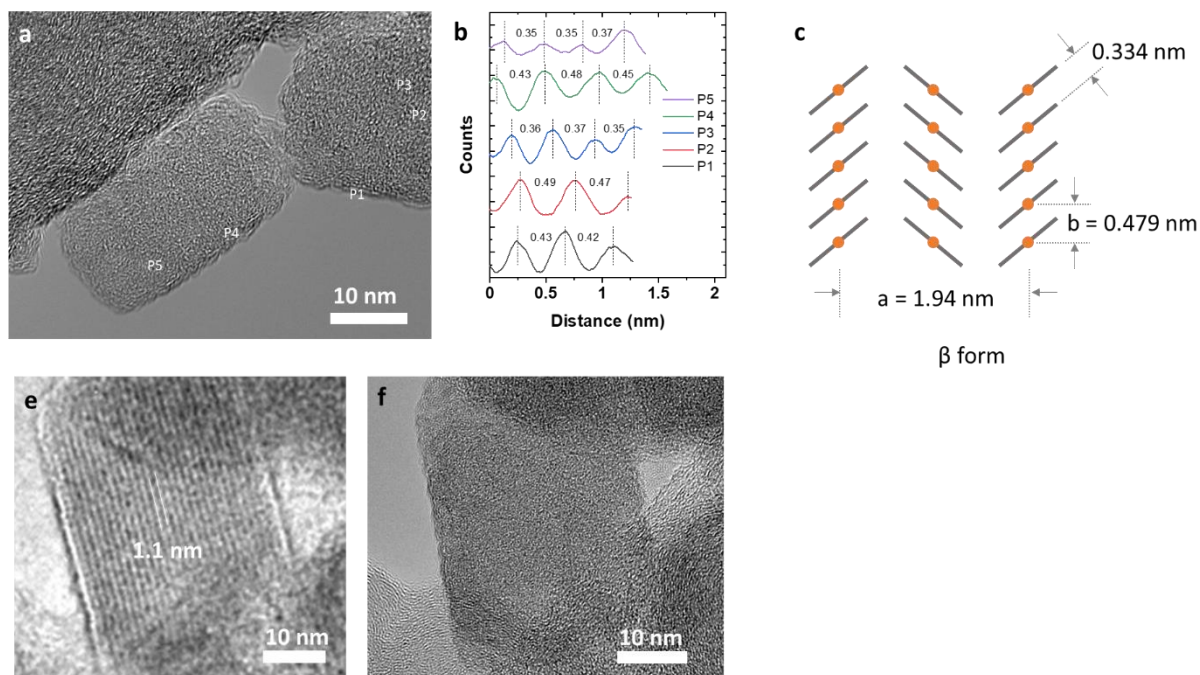 a
P3
P2
P1
P4
P5
10 nm
b
0.35 0.35 0.37
0.43 0.48 0.45
0.36 0.37 0.35
0.49 0.47
0.43 0.42
P5
P4
P3
P2
P1
Counts
0 0.5 1 1.5 2
Distance (nm)
c
0.334 nm
b = 0.479 nm
a = 1.94 nm
β form
e
1.1 nm
10 nm
f
10 nm